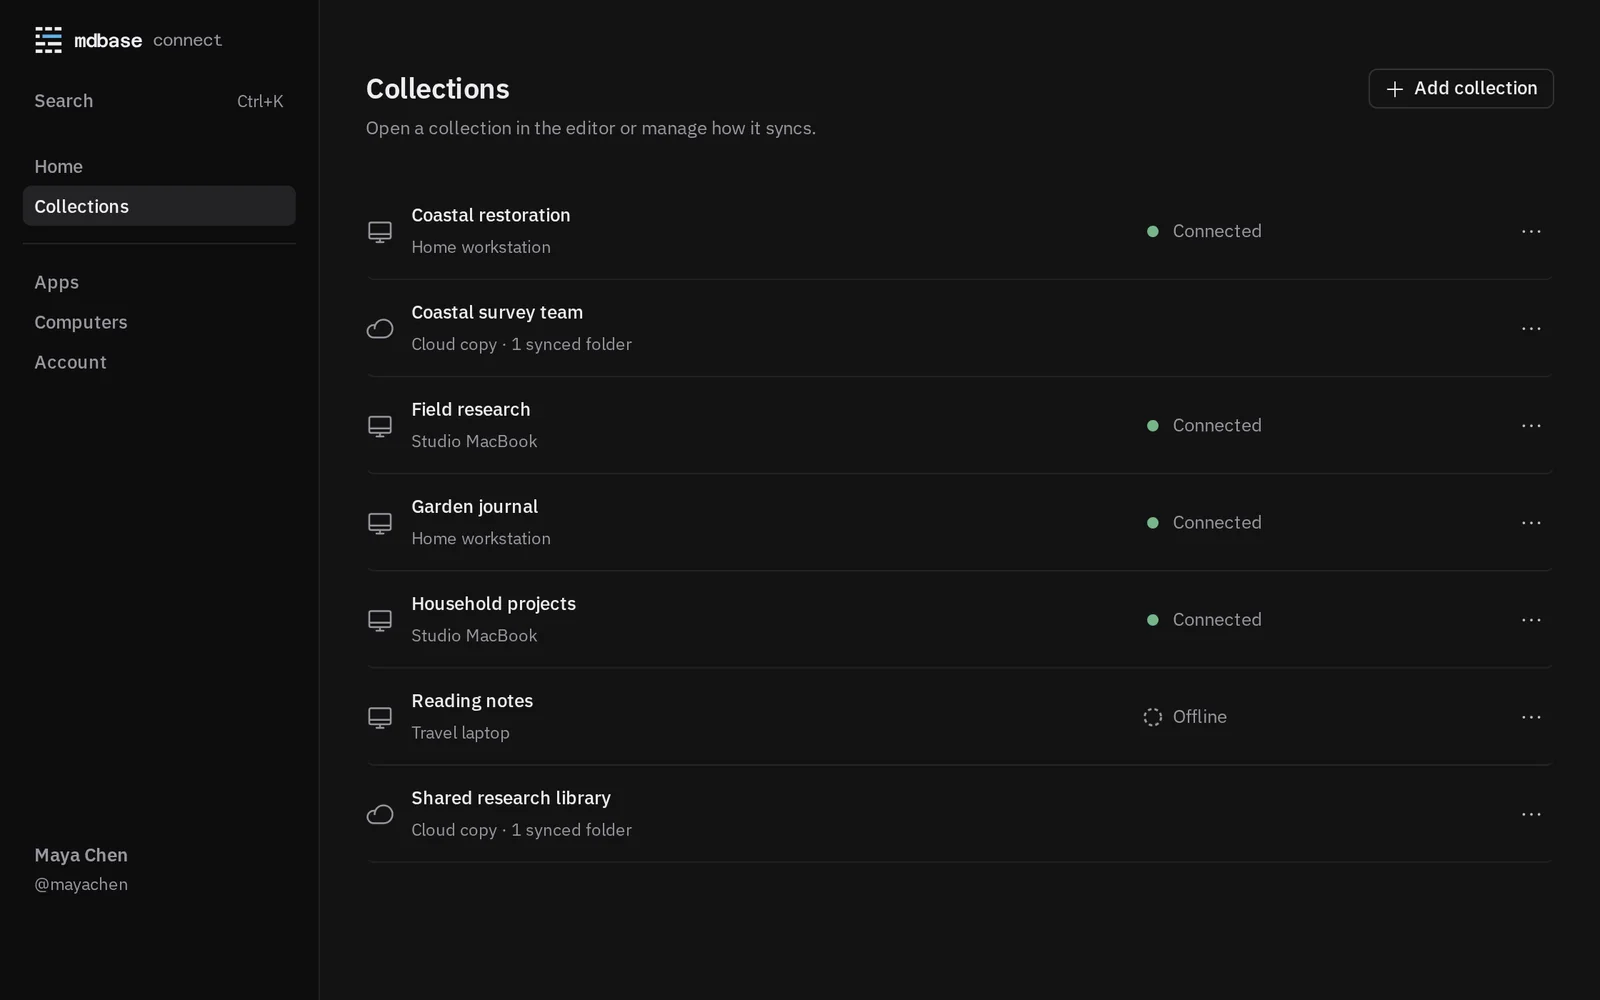 mdbase connect
Search Ctrl+K
Home
Collections
Apps
Computers
Account
Maya Chen
@mayachen
Collections
Add collection
Open a collection in the editor or manage how it syncs.
Coastal restoration
Home workstation
Connected
Coastal survey team
Cloud copy · 1 synced folder
Field research
Studio MacBook
Connected
Garden journal
Home workstation
Connected
Household projects
Studio MacBook
Connected
Reading notes
Travel laptop
Offline
Shared research library
Cloud copy · 1 synced folder